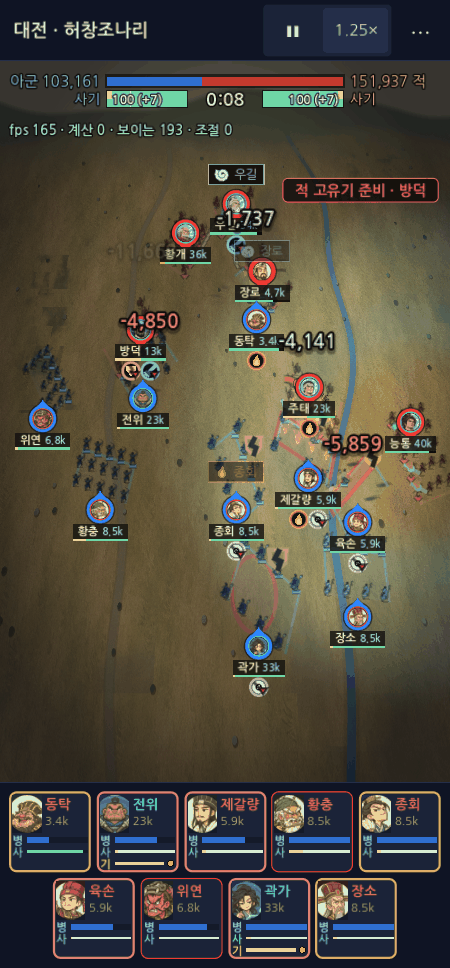 대전 · 허창조나리
1.25×
...
아군 103,161
151,937 적
사기
100 (+7)
0:08
100 (+7)
사기
fps 165 · 계산 0 · 보이는 193 · 조절 0
우길
적 고유기 준비 · 방덕
-1,737
황개 36k
장로
장로 4,7k
-4,850
동탁 3,4k
-4,141
방덕 13k
주태 23k
전위 23k
위연 6,8k
-5,859
능통 40k
종회
제갈량 5,9k
황충 8,5k
종회 8,5k
육손 5,9k
장소 8,5k
곽가 33k
동탁
3.4k
병
사
전위
23k
병
사
기
제갈량
5.9k
병
사
황충
8.5k
병
사
종회
8.5k
병
사
육손
5.9k
병
사
위연
6.8k
병
사
곽가
33k
병
사
기
장소
8.5k
병
사